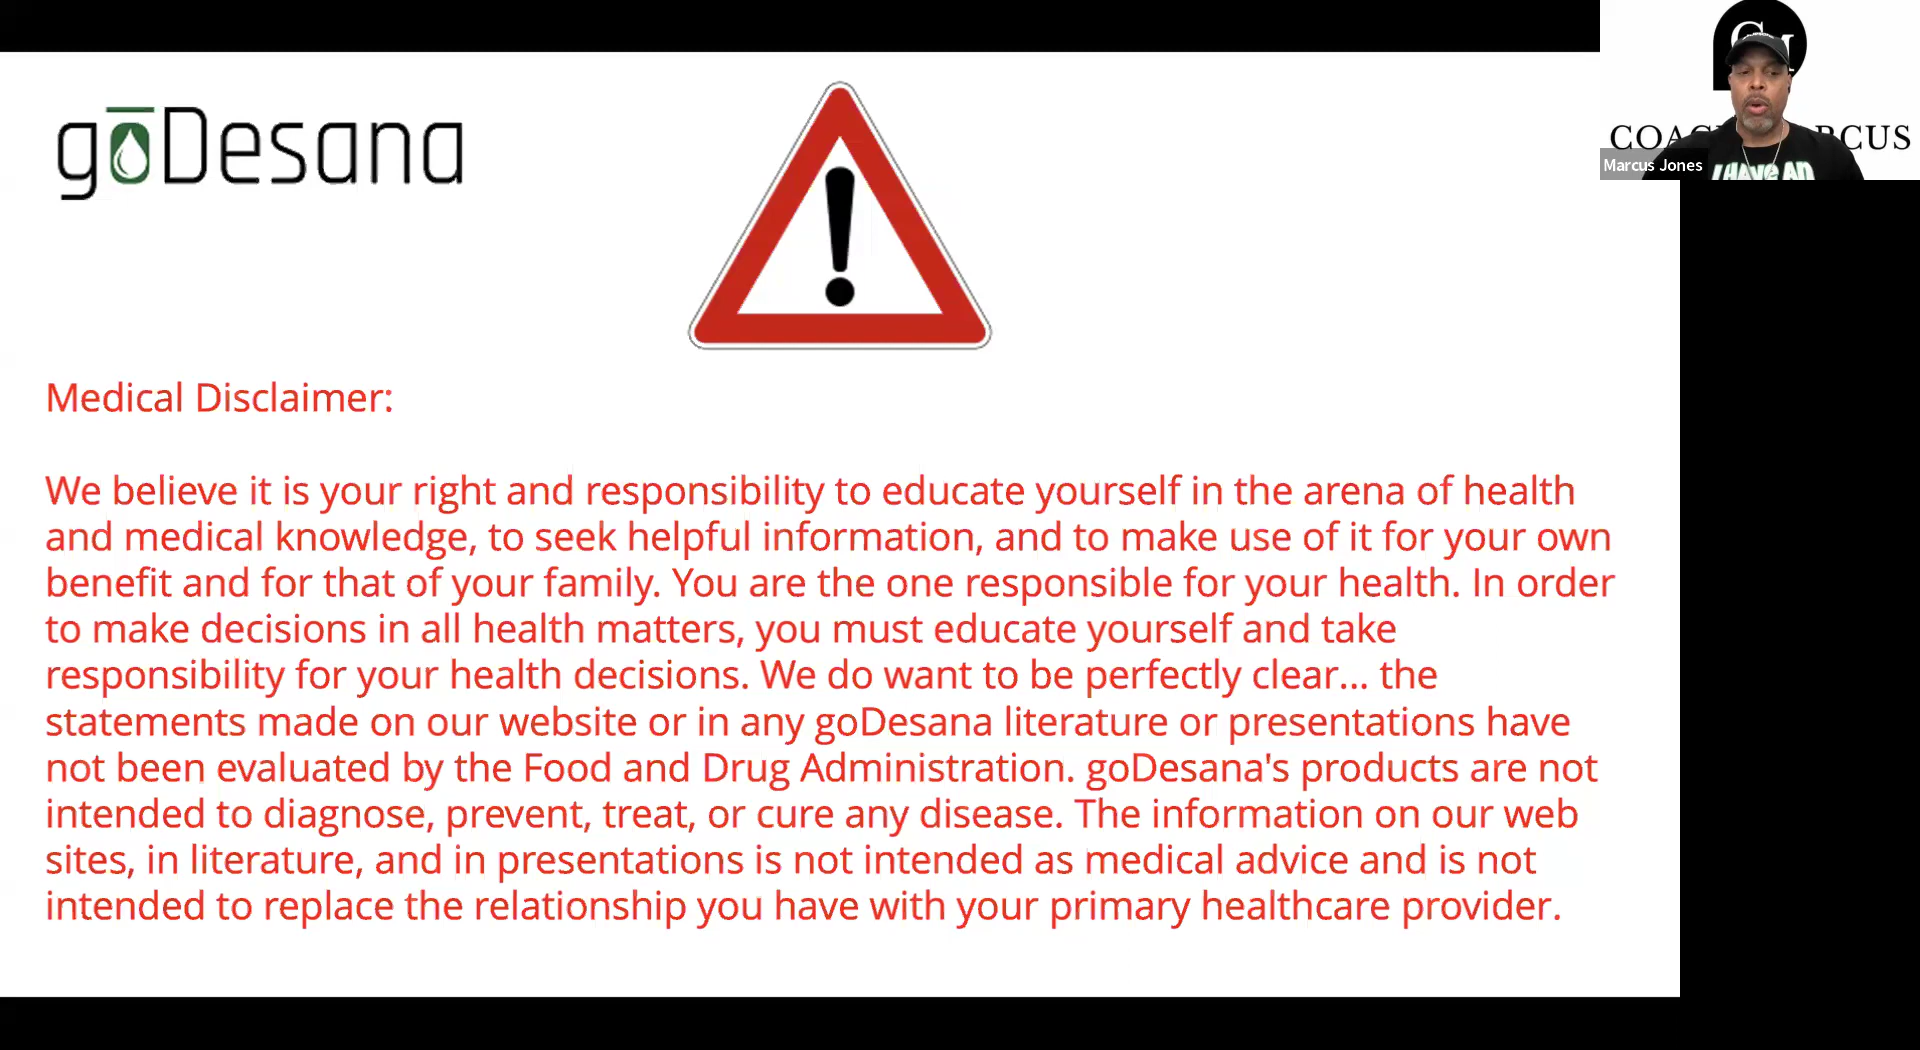 gōDesana
CM
COACH MARCUS
Marcus Jones
I HAVE AN
Medical Disclaimer:
We believe it is your right and responsibility to educate yourself in the arena of health
and medical knowledge, to seek helpful information, and to make use of it for your own
benefit and for that of your family. You are the one responsible for your health. In order
to make decisions in all health matters, you must educate yourself and take
responsibility for your health decisions. We do want to be perfectly clear... the
statements made on our website or in any goDesana literature or presentations have
not been evaluated by the Food and Drug Administration. goDesana's products are not
intended to diagnose, prevent, treat, or cure any disease. The information on our web
sites, in literature, and in presentations is not intended as medical advice and is not
intended to replace the relationship you have with your primary healthcare provider.